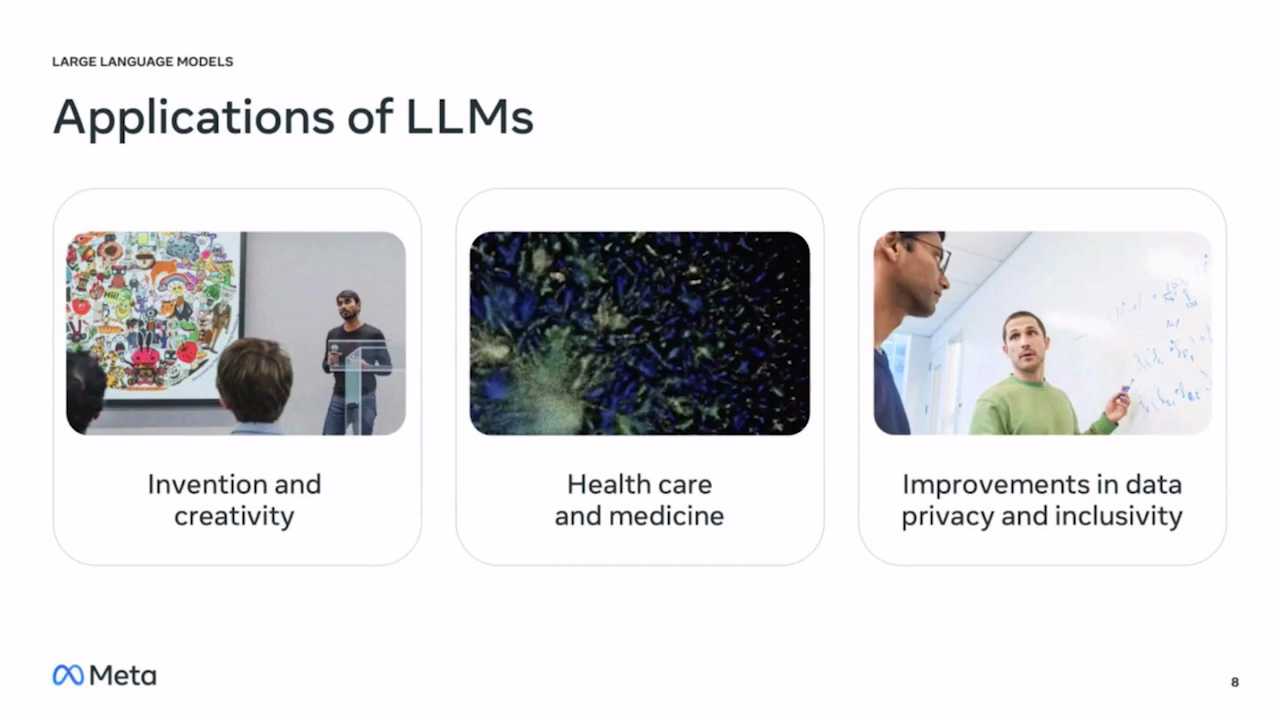 LARGE LANGUAGE MODELS
Applications of LLMs
Invention and
creativity
Health care
and medicine
Improvements in data
privacy and inclusivity
Meta
8